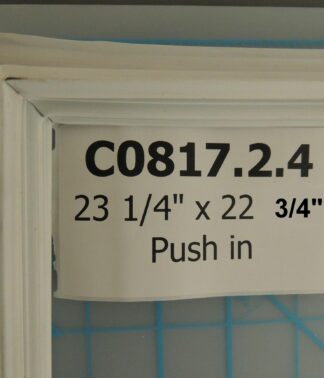 C0817.2.4
23 1/4" x 22 3/4"
Push in